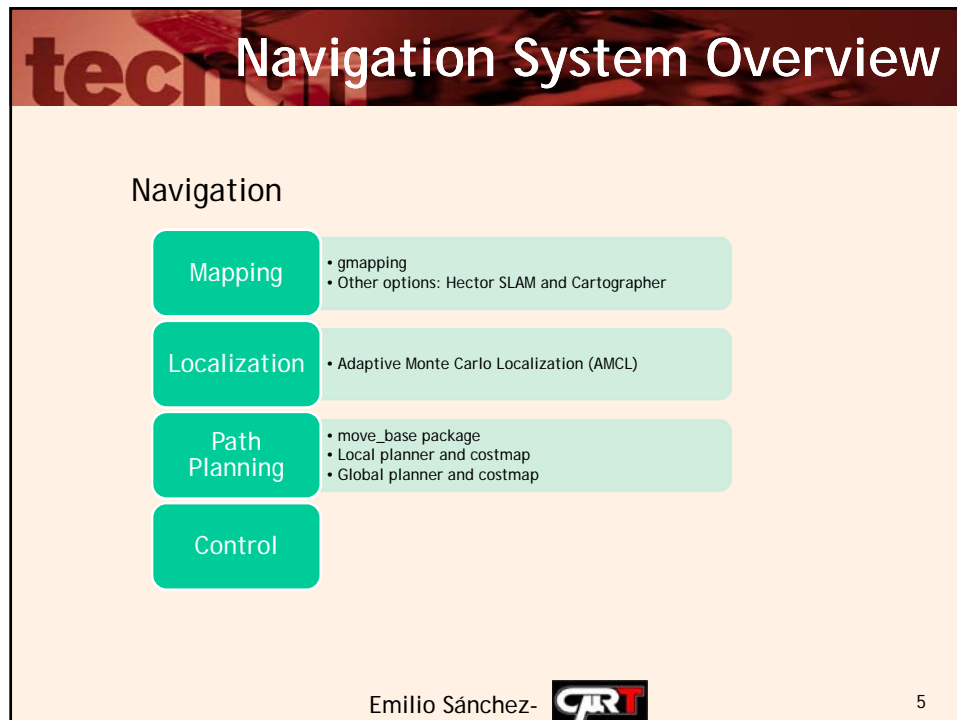 tecn
Navigation System Overview
Navigation
Mapping
• gmapping
• Other options: Hector SLAM and Cartographer
Localization
• Adaptive Monte Carlo Localization (AMCL)
Path
Planning
• move_base package
• Local planner and costmap
• Global planner and costmap
Control
Emilio Sánchez-
5